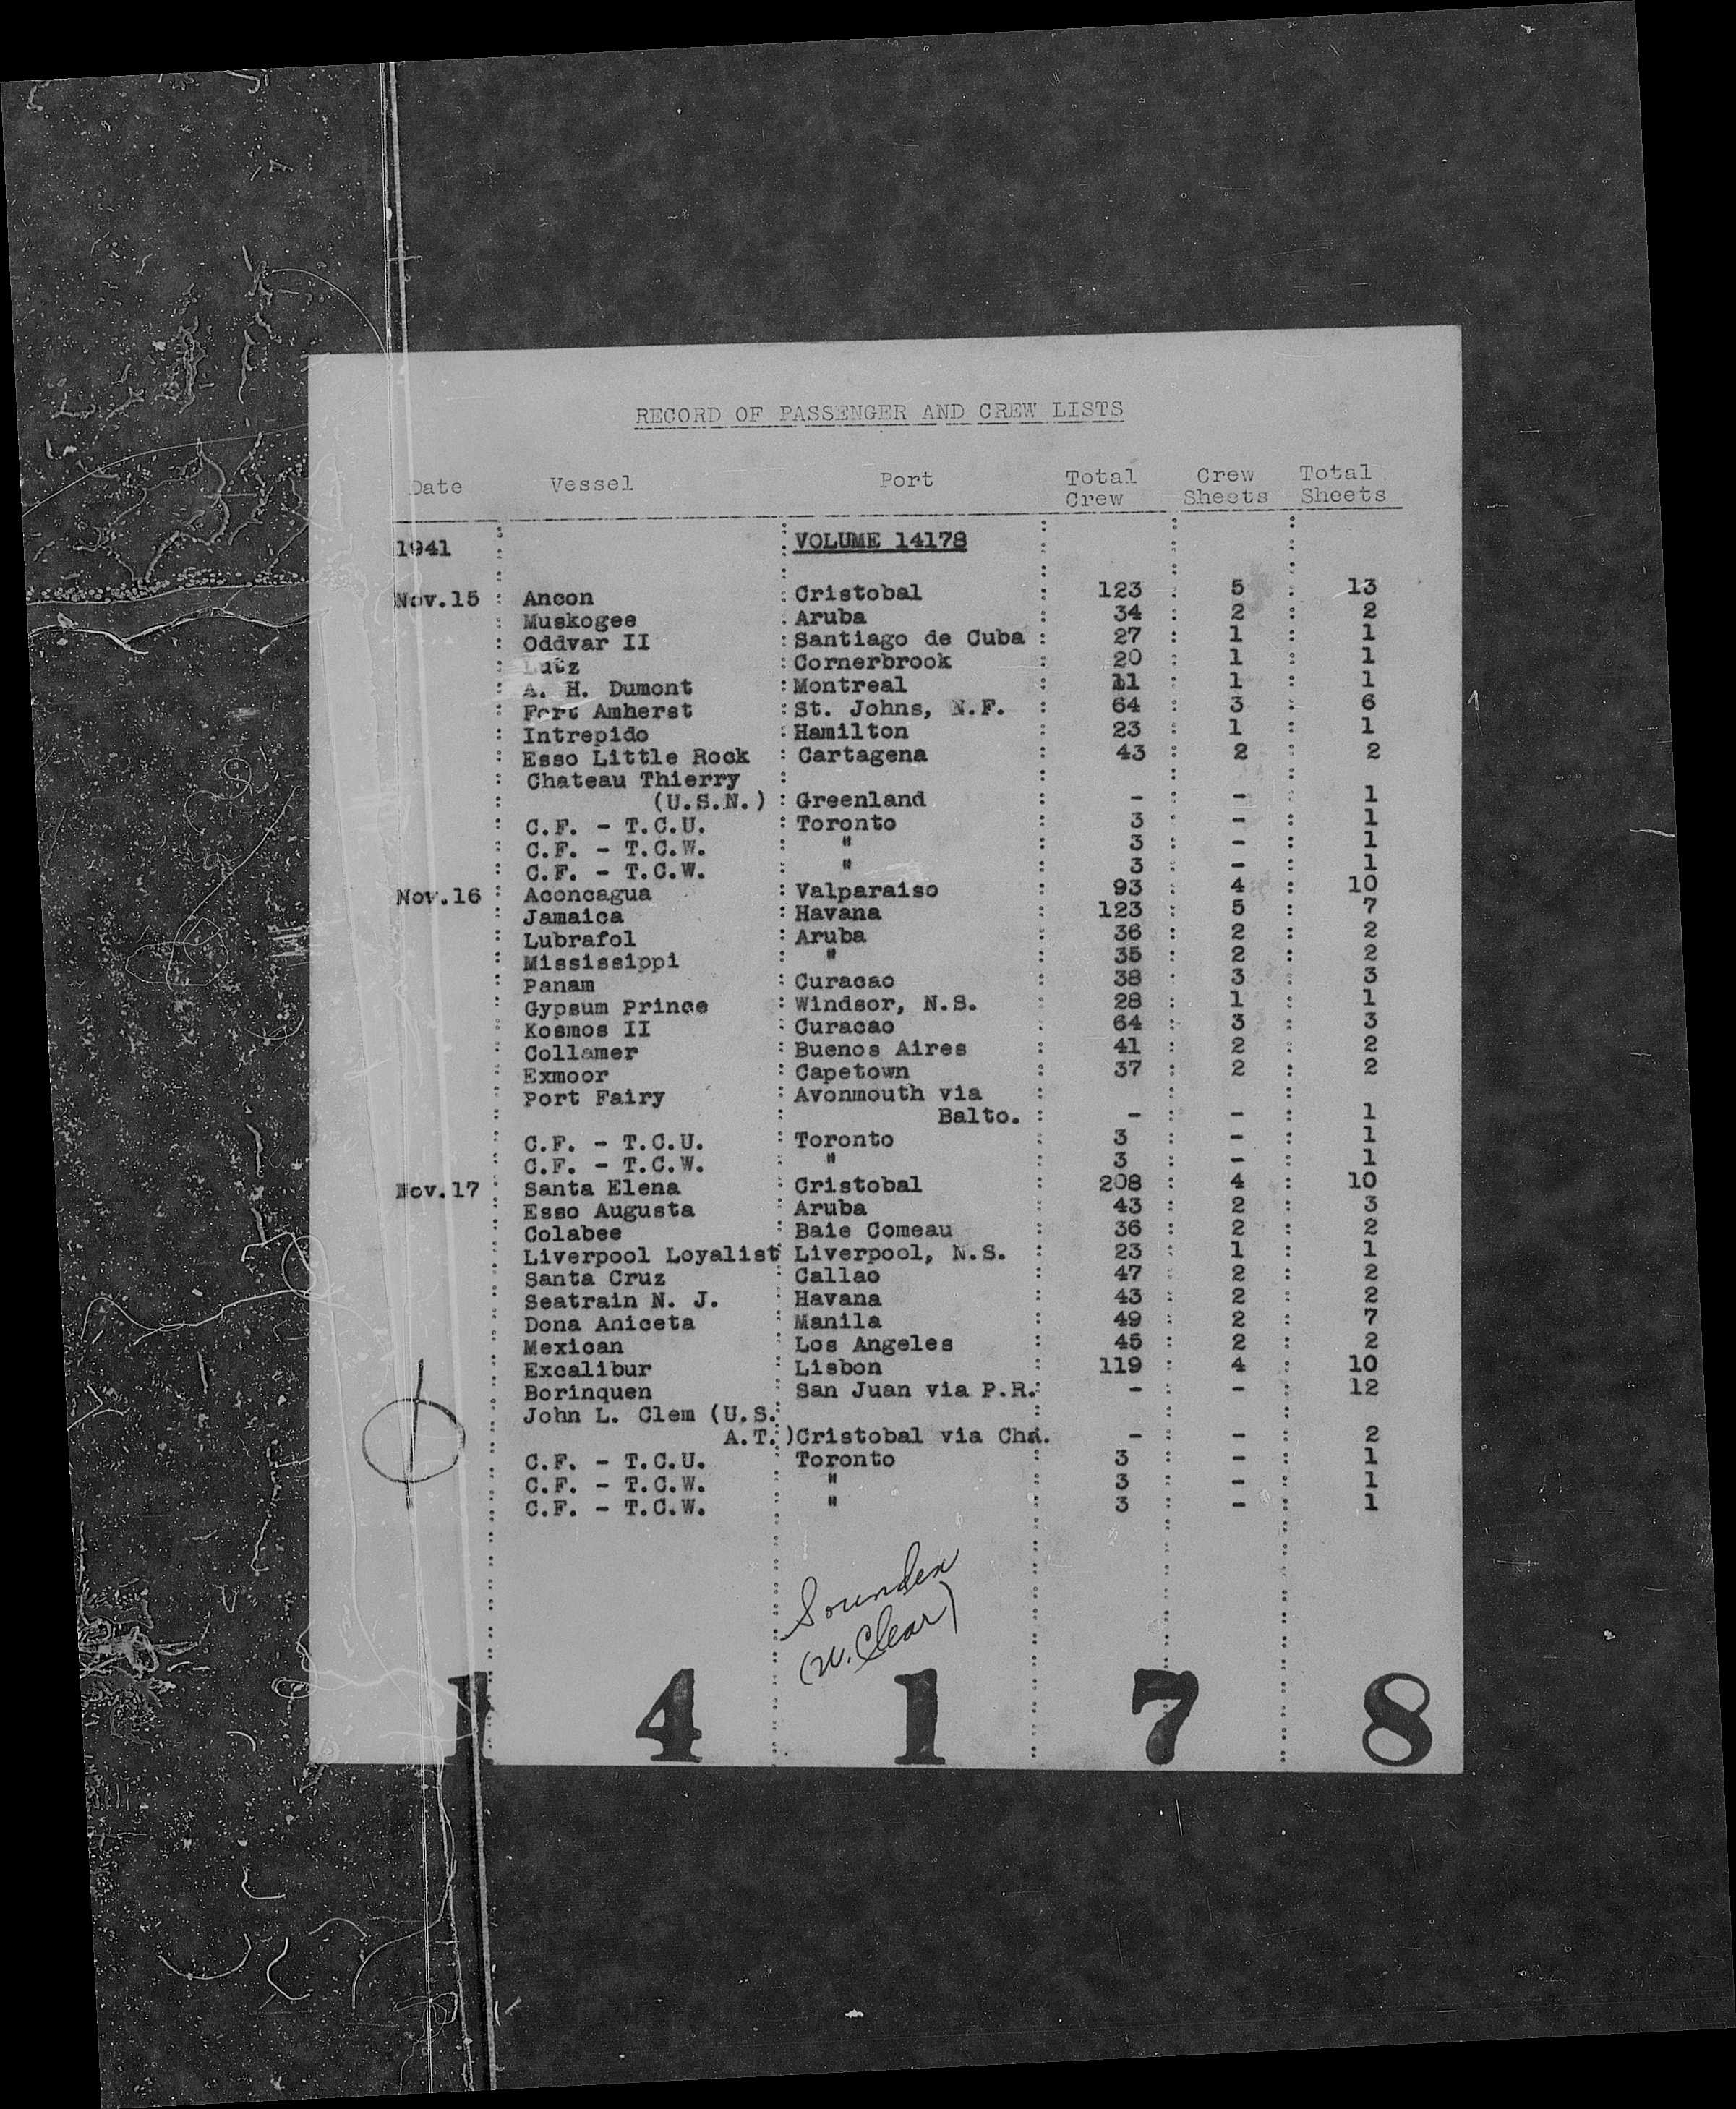 RECORD OF PASSENGER AND CREW LISTS
Date Vessel Port Total Crew Crew Sheets Total Sheets
1941 VOLUME 14178
Nov.15 : Ancon : Cristobal : 123 : 5 : 13
: Muskogee : Aruba : 34 : 2 : 2
: Oddvar II : Santiago de Cuba : 27 : 1 : 1
: Lutz : Cornerbrook : 20 : 1 : 1
: A. H. Dumont : Montreal : 11 : 1 : 1
: Fort Amherst : St. Johns, N.F. : 64 : 3 : 6
: Intrepido : Hamilton : 23 : 1 : 1
: Esso Little Rock : Cartagena : 43 : 2 : 2
: Chateau Thierry : : : :
: (U.S.N.) : Greenland : - : - : 1
: C.F. - T.C.U. : Toronto : 3 : - : 1
: C.F. - T.C.W. : " : 3 : - : 1
: C.F. - T.C.W. : " : 3 : - : 1
Nov.16 : Aconcagua : Valparaiso : 93 : 4 : 10
: Jamaica : Havana : 123 : 5 : 7
: Lubrafol : Aruba : 36 : 2 : 2
: Mississippi : " : 35 : 2 : 2
: Panam : Curacao : 38 : 3 : 3
: Gypsum Prince : Windsor, N.S. : 28 : 1 : 1
: Kosmos II : Curacao : 64 : 3 : 3
: Collamer : Buenos Aires : 41 : 2 : 2
: Exmoor : Capetown : 37 : 2 : 2
: Port Fairy : Avonmouth via : : :
: : Balto. : - : - : 1
: C.F. - T.C.U. : Toronto : 3 : - : 1
: C.F. - T.C.W. : " : 3 : - : 1
Nov.17 : Santa Elena : Cristobal : 208 : 4 : 10
: Esso Augusta : Aruba : 43 : 2 : 3
: Colabee : Baie Comeau : 36 : 2 : 2
: Liverpool Loyalist : Liverpool, N.S. : 23 : 1 : 1
: Santa Cruz : Callao : 47 : 2 : 2
: Seatrain N. J. : Havana : 43 : 2 : 2
: Dona Aniceta : Manila : 49 : 2 : 7
: Mexican : Los Angeles : 45 : 2 : 2
: Excalibur : Lisbon : 119 : 4 : 10
: Borinquen : San Juan via P.R. : - : - : 12
: John L. Clem (U.S. : : : :
: A.T.) : Cristobal via Cha. : - : - : 2
: C.F. - T.C.U. : Toronto : 3 : - : 1
: C.F. - T.C.W. : " : 3 : - : 1
: C.F. - T.C.W. : " : 3 : - : 1
Soundex
(W. Clear)
1 4 1 7 8